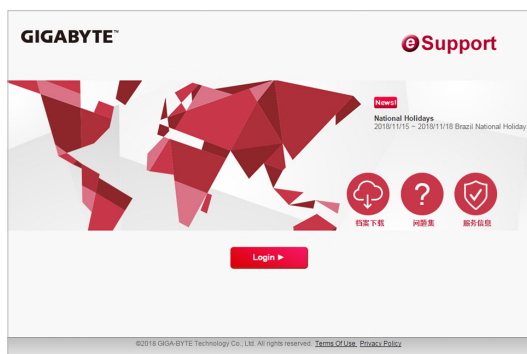 GIGABYTE™
eSupport
News!
National Holidays
2018/11/15 ~ 2018/11/18 Brazil National Holiday
?
档案下载 问题集 服务信息
Login ►
©2018 GIGA-BYTE Technology Co., Ltd. All rights reserved. Terms Of Use Privacy Policy